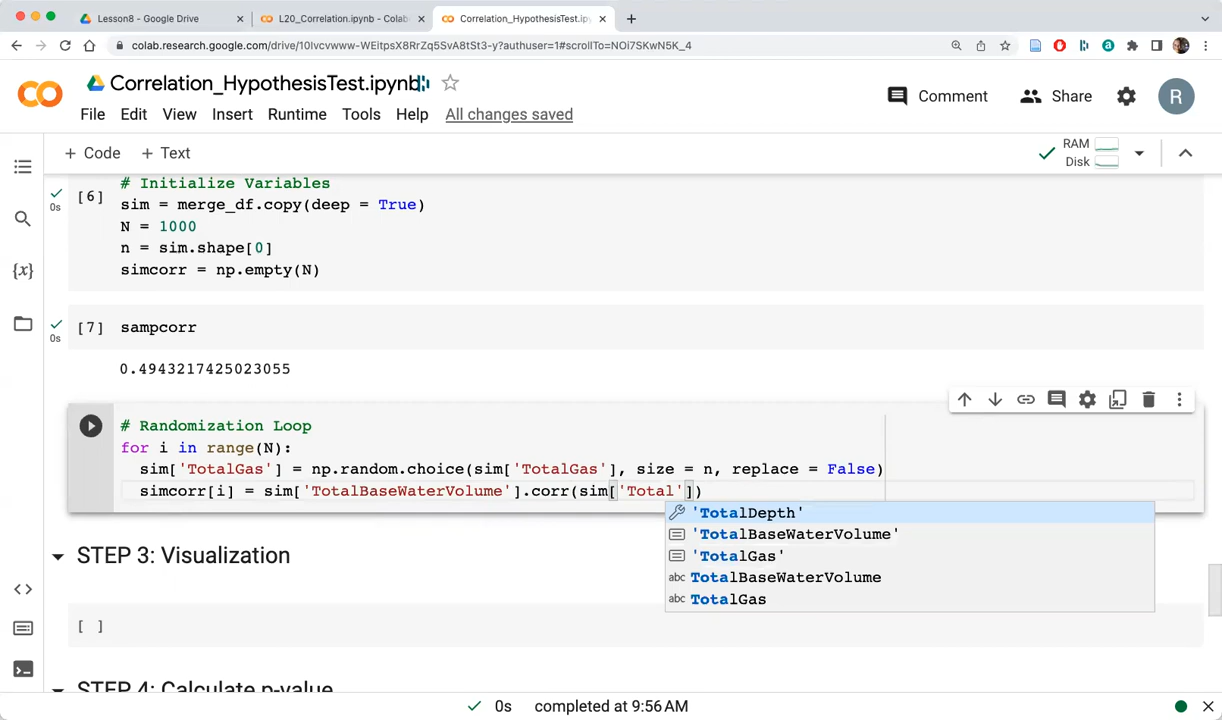 Lesson8 - Google Drive
L20_Correlation.ipynb - Colab
Correlation_HypothesisTest.ipy
colab.research.google.com/drive/10Ivcvwww-WEltpsX8RrZq5SvA8tSt3-y?authuser=1#scrollTo=NOi7SKwN5K_4
Correlation_HypothesisTest.ipynb
Comment
Share
R
File Edit View Insert Runtime Tools Help All changes saved
+ Code + Text
RAM
Disk
[6]
0s
# Initialize Variables
sim = merge_df.copy(deep = True)
N = 1000
n = sim.shape[0]
simcorr = np.empty(N)
[7] sampcorr
0s
0.4943217425023055
# Randomization Loop
for i in range(N):
sim['TotalGas'] = np.random.choice(sim['TotalGas'], size = n, replace = False)
simcorr[i] = sim['TotalBaseWaterVolume'].corr(sim['Total'])
'TotalDepth'
'TotalBaseWaterVolume'
'TotalGas'
abc TotalBaseWaterVolume
abc TotalGas
STEP 3: Visualization
[ ]
STEP 4: Calculate p-value
0s completed at 9:56 AM